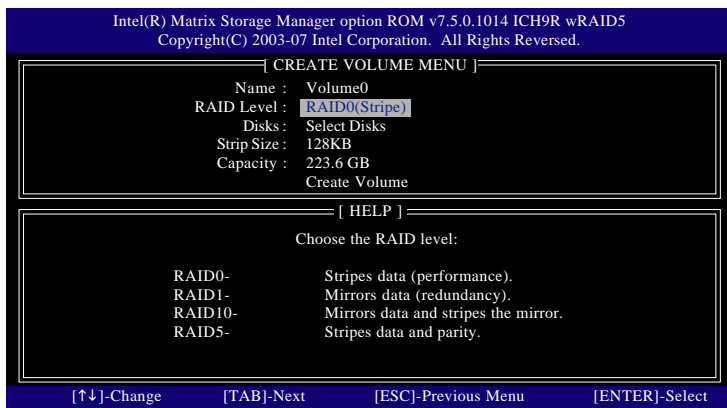 Intel(R) Matrix Storage Manager option ROM v7.5.0.1014 ICH9R wRAID5
Copyright(C) 2003-07 Intel Corporation.  All Rights Reversed.
[ CREATE VOLUME MENU ]
Name : Volume0
RAID Level : RAID0(Stripe)
Disks : Select Disks
Strip Size : 128KB
Capacity : 223.6 GB
Create Volume
[ HELP ]
Choose the RAID level:
RAID0- Stripes data (performance).
RAID1- Mirrors data (redundancy).
RAID10- Mirrors data and stripes the mirror.
RAID5- Stripes data and parity.
[↑↓]-Change [TAB]-Next [ESC]-Previous Menu [ENTER]-Select